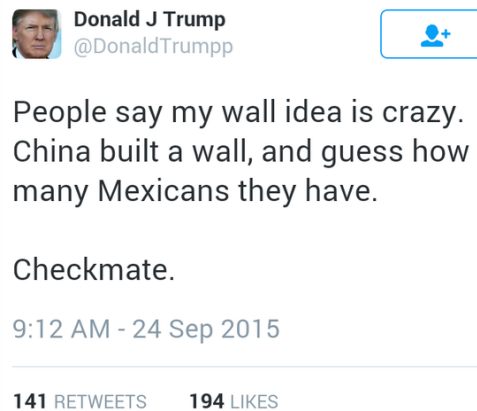 Donald J Trump
@DonaldTrumpp
People say my wall idea is crazy.
China built a wall, and guess how
many Mexicans they have.
Checkmate.
9:12 AM - 24 Sep 2015
141 RETWEETS 194 LIKES